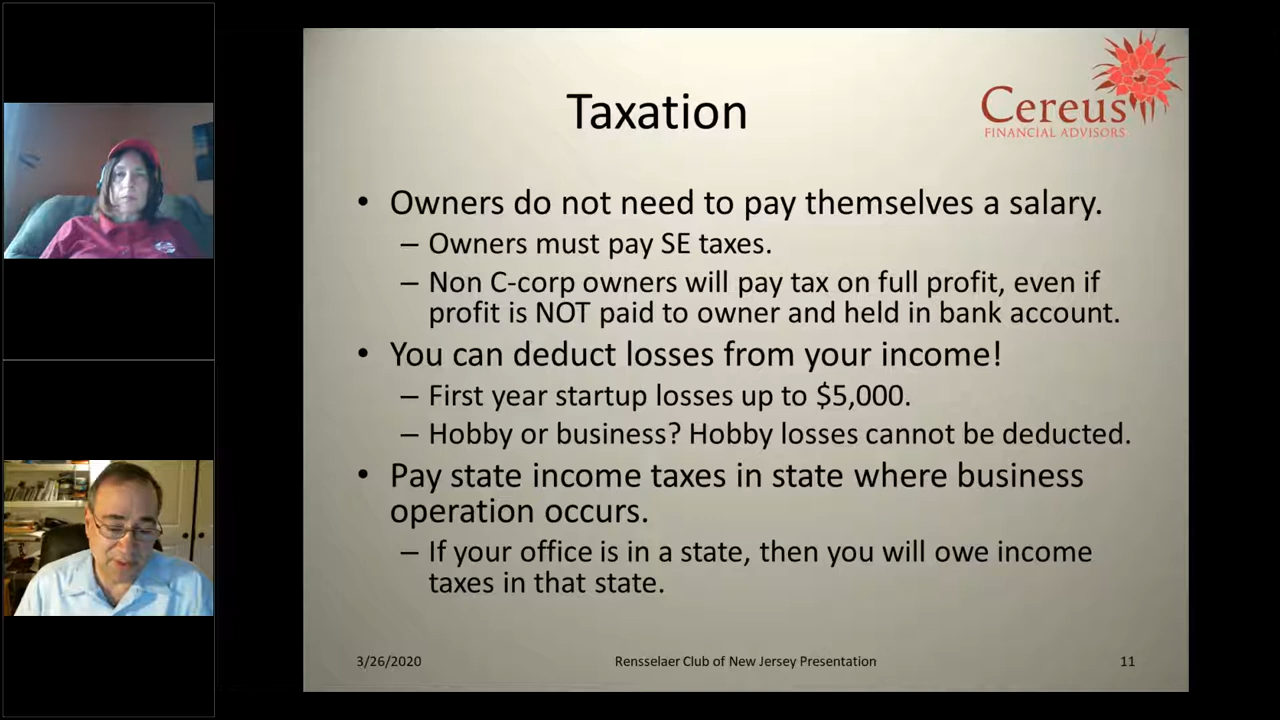 Taxation
Cereus
FINANCIAL ADVISORS
• Owners do not need to pay themselves a salary.
– Owners must pay SE taxes.
– Non C-corp owners will pay tax on full profit, even if
profit is NOT paid to owner and held in bank account.
• You can deduct losses from your income!
– First year startup losses up to $5,000.
– Hobby or business? Hobby losses cannot be deducted.
• Pay state income taxes in state where business
operation occurs.
– If your office is in a state, then you will owe income
taxes in that state.
3/26/2020
Rensselaer Club of New Jersey Presentation
11